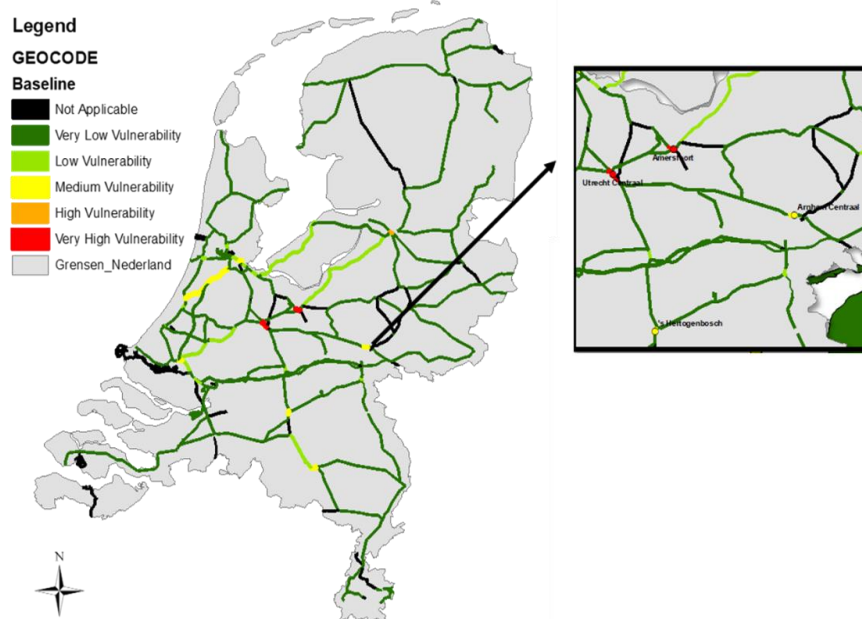 Legend
GEOCODE
Baseline
Not Applicable
Very Low Vulnerability
Low Vulnerability
Medium Vulnerability
High Vulnerability
Very High Vulnerability
Grensen_Nederland
Amersfoort
Utrecht Centraal
Arnhem Centraal
's Hertogenbosch
N